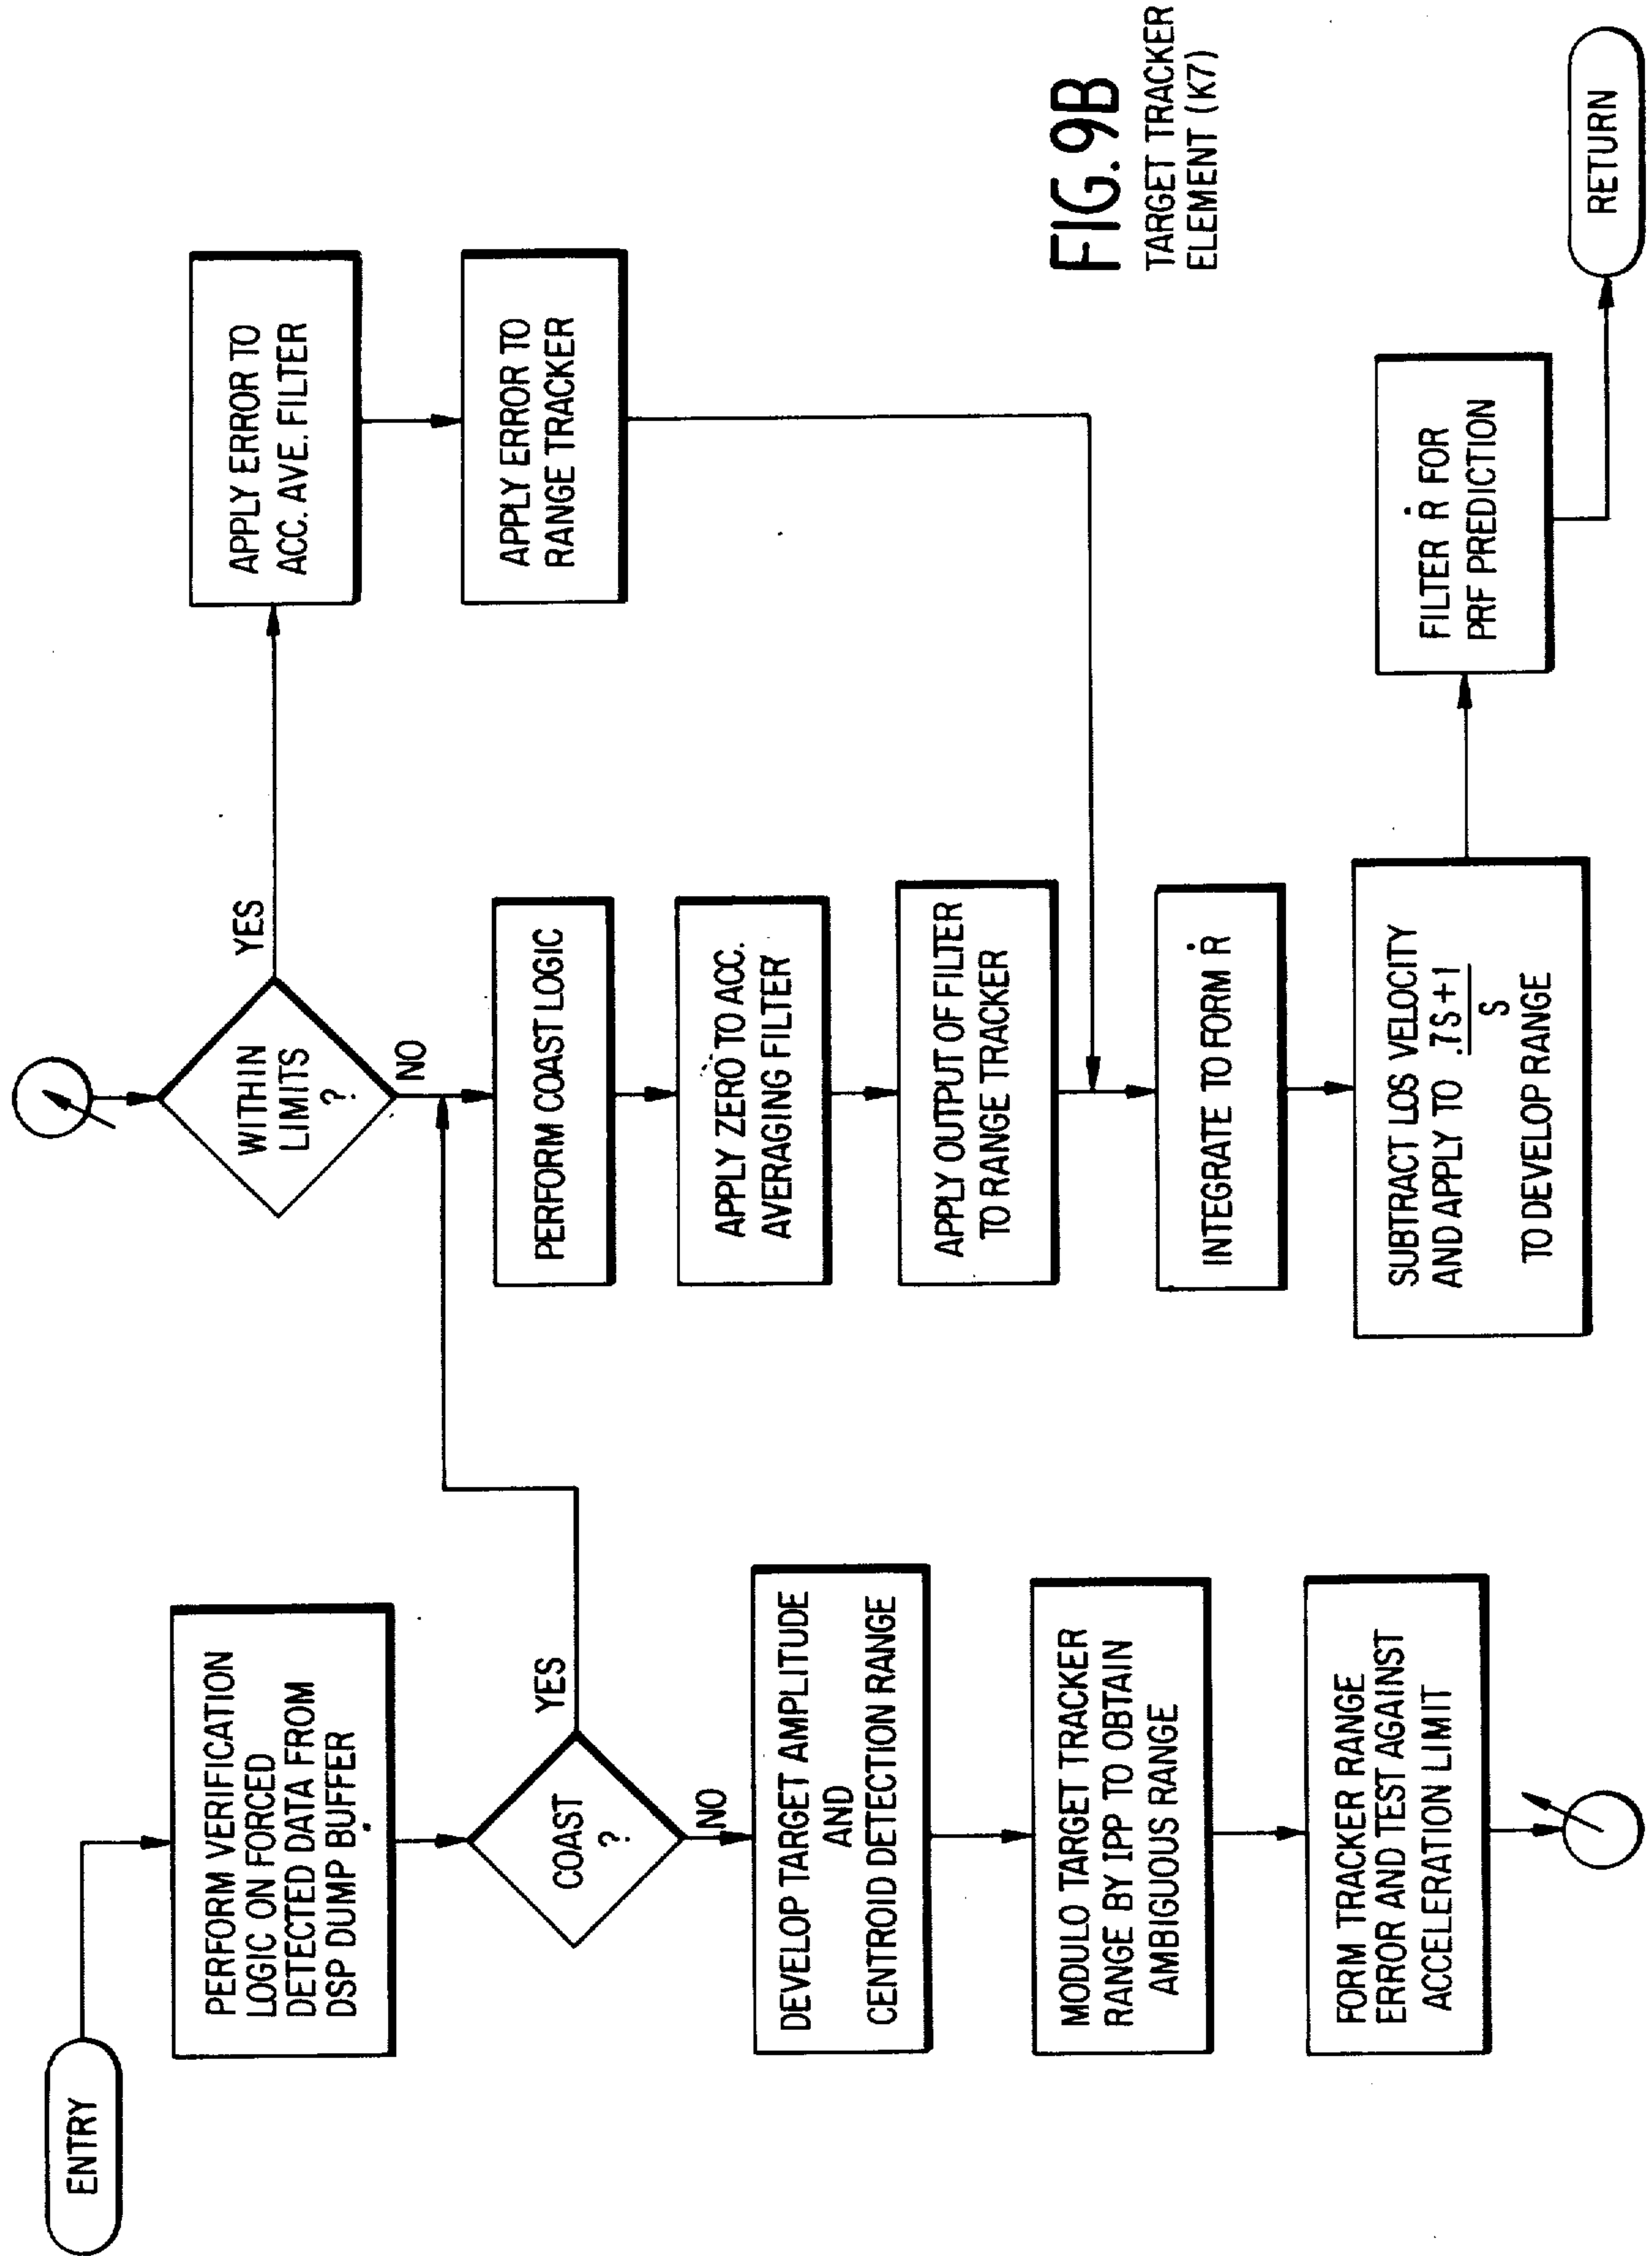 ENTRY
PERFORM VERIFICATION
LOGIC ON FORCED
DETECTED DATA FROM
DSP DUMP BUFFER
COAST
?
YES
NO
DEVELOP TARGET AMPLITUDE
AND
CENTROID DETECTION RANGE
MODULO TARGET TRACKER
RANGE BY IPP TO OBTAIN
AMBIGUOUS RANGE
FORM TRACKER RANGE
ERROR AND TEST AGAINST
ACCELERATION LIMIT
WITHIN
LIMITS
?
YES
NO
PERFORM COAST LOGIC
APPLY ZERO TO ACC.
AVERAGING FILTER
APPLY OUTPUT OF FILTER
TO RANGE TRACKER
INTEGRATE TO FORM Ṙ
SUBTRACT LOS VELOCITY
AND APPLY TO .7S+1
S
TO DEVELOP RANGE
APPLY ERROR TO
ACC. AVE. FILTER
APPLY ERROR TO
RANGE TRACKER
FILTER Ṙ FOR
PRF PREDICTION
RETURN
FIG.9B
TARGET TRACKER
ELEMENT (K7)